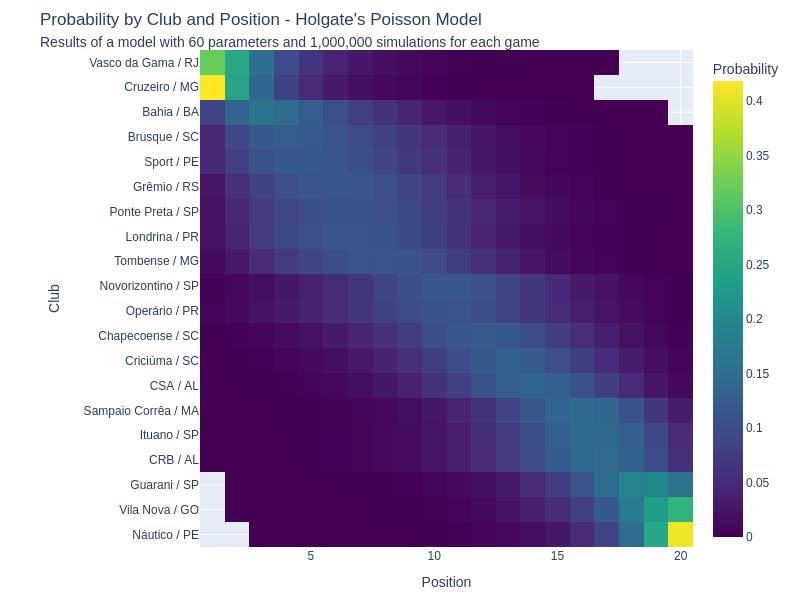 Probability by Club and Position - Holgate's Poisson Model
Results of a model with 60 parameters and 1,000,000 simulations for each game
Probability
Vasco da Gama / RJ
Cruzeiro / MG
Bahia / BA
Brusque / SC
Sport / PE
Grêmio / RS
Ponte Preta / SP
Londrina / PR
Tombense / MG
Novorizontino / SP
Operário / PR
Chapecoense / SC
Criciúma / SC
CSA / AL
Sampaio Corrêa / MA
Ituano / SP
CRB / AL
Guarani / SP
Vila Nova / GO
Náutico / PE
Club
5
10
15
20
Position
0.4
0.35
0.3
0.25
0.2
0.15
0.1
0.05
0